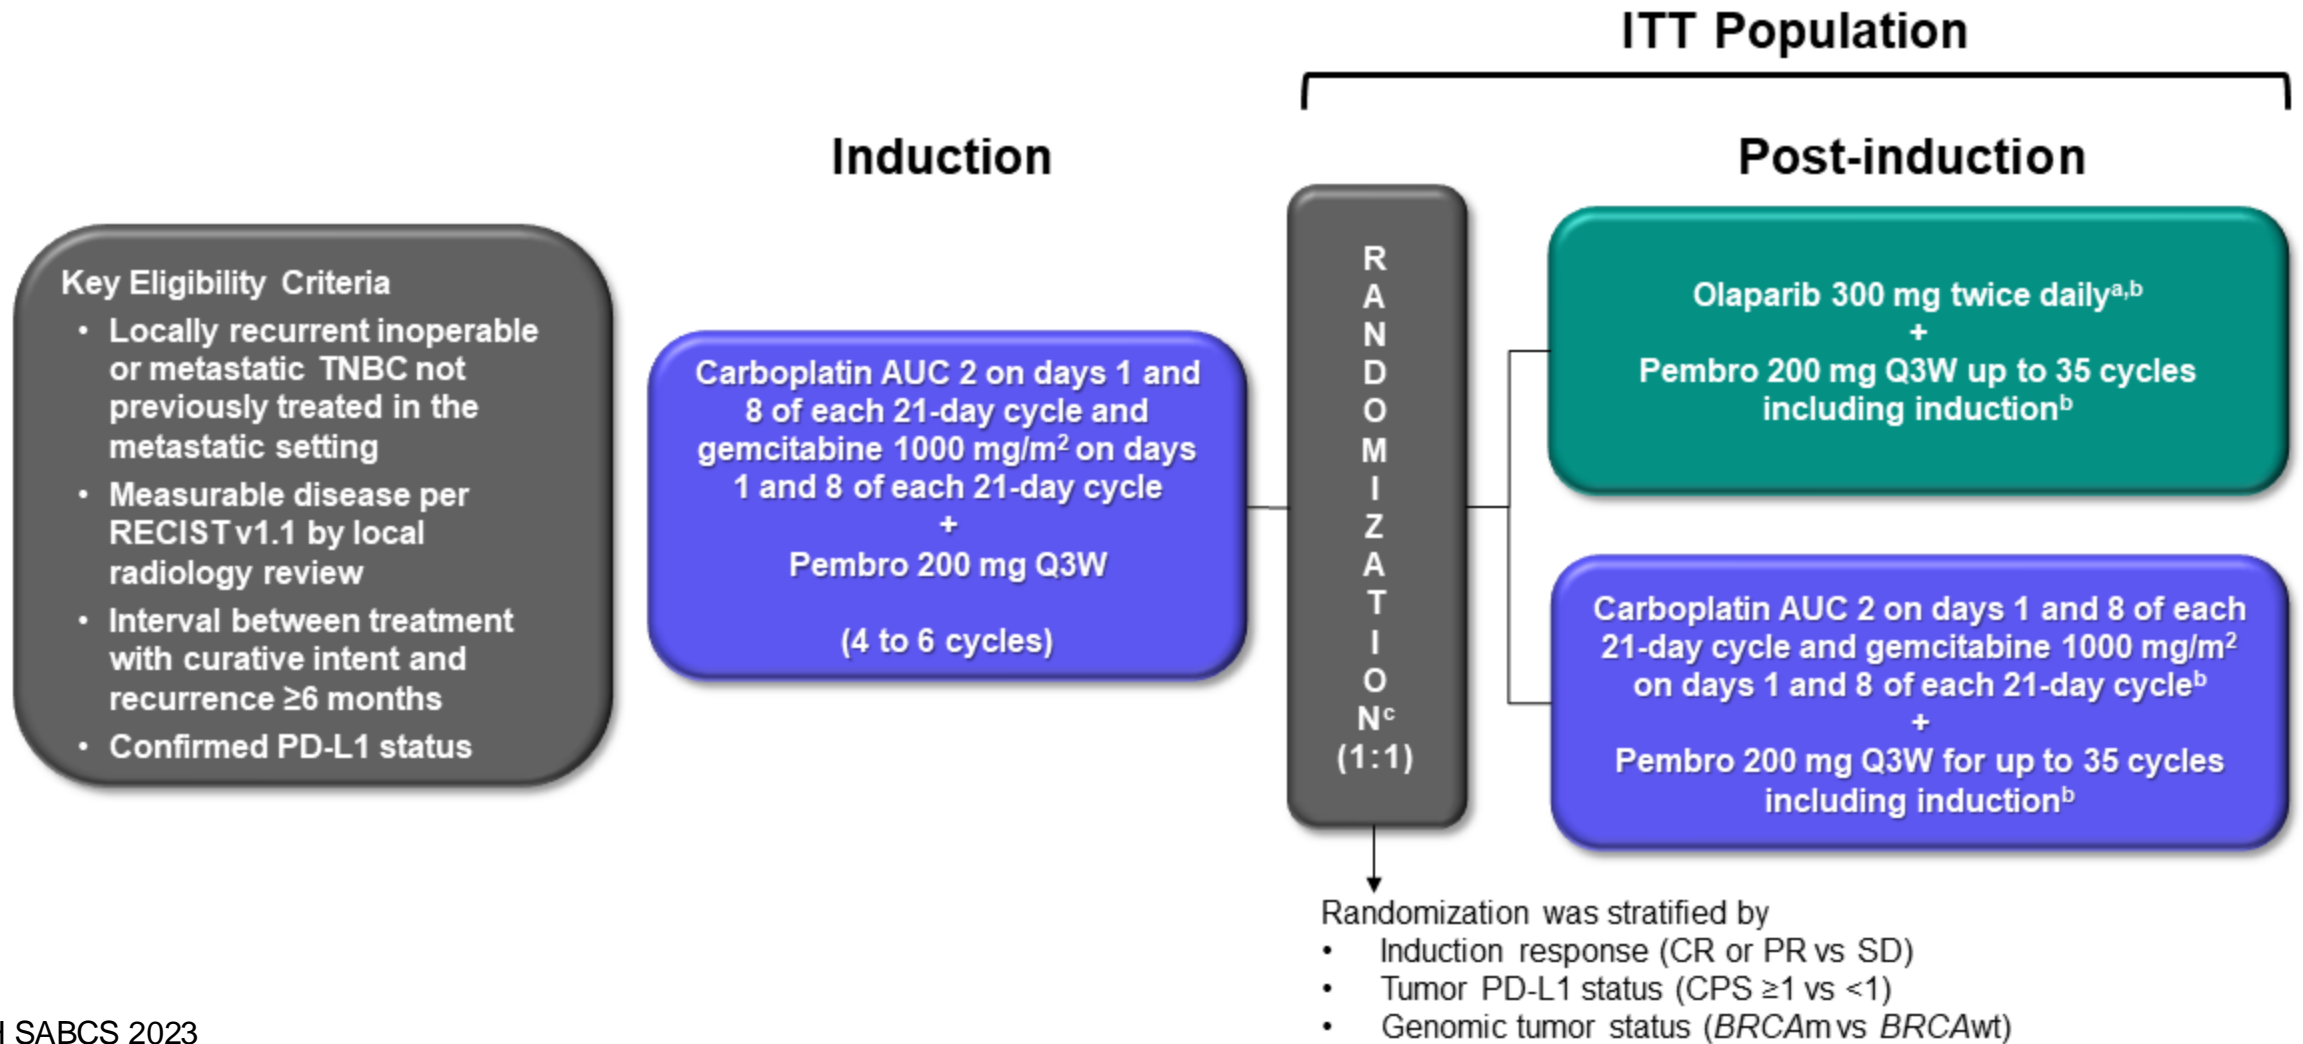 ITT Population
Induction
Post-induction
Key Eligibility Criteria
• Locally recurrent inoperable
or metastatic TNBC not
previously treated in the
metastatic setting
• Measurable disease per
RECIST v1.1 by local
radiology review
• Interval between treatment
with curative intent and
recurrence ≥6 months
• Confirmed PD-L1 status
Carboplatin AUC 2 on days 1 and
8 of each 21-day cycle and
gemcitabine 1000 mg/m² on days
1 and 8 of each 21-day cycle
+
Pembro 200 mg Q3W
(4 to 6 cycles)
R
A
N
D
O
M
I
Z
A
T
I
O
Nᶜ
(1:1)
Olaparib 300 mg twice dailyᵃ,ᵇ
+
Pembro 200 mg Q3W up to 35 cycles
including inductionᵇ
Carboplatin AUC 2 on days 1 and 8 of each
21-day cycle and gemcitabine 1000 mg/m²
on days 1 and 8 of each 21-day cycleᵇ
+
Pembro 200 mg Q3W for up to 35 cycles
including inductionᵇ
Randomization was stratified by
• Induction response (CR or PR vs SD)
• Tumor PD-L1 status (CPS ≥1 vs <1)
• Genomic tumor status (BRCAm vs BRCAwt)
SABCS 2023